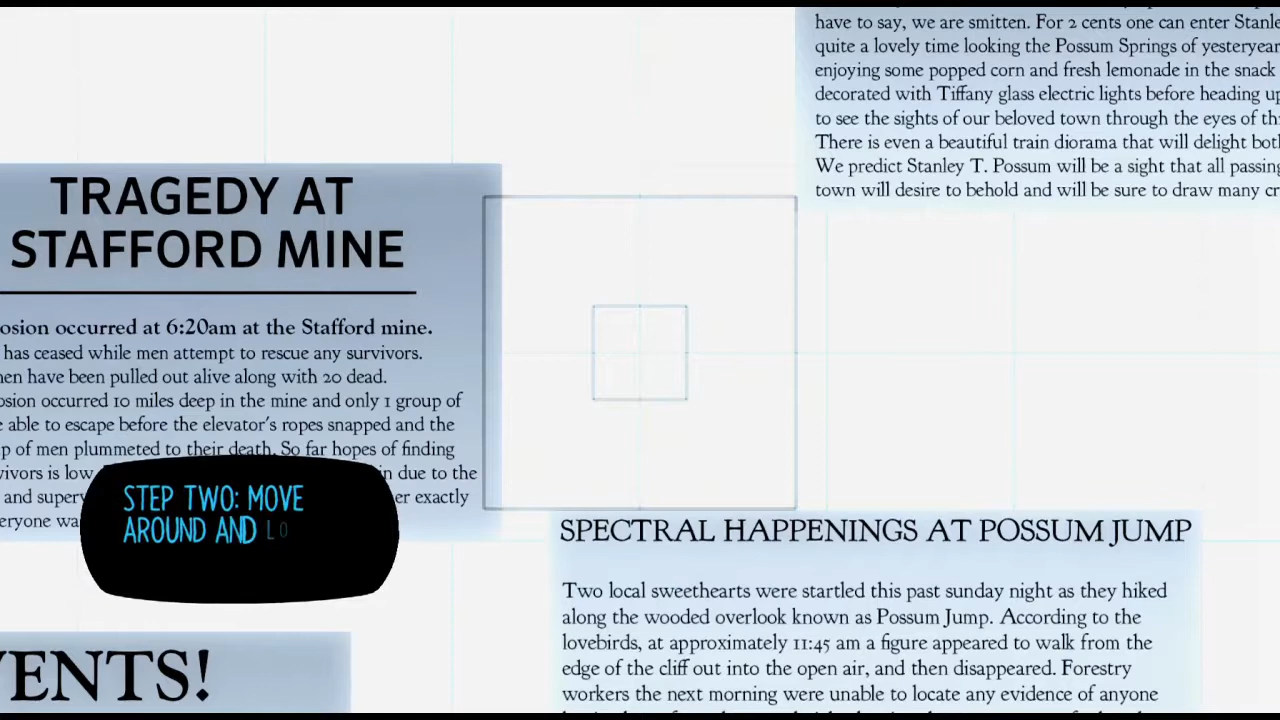 have to say, we are smitten. For 2 cents one can enter
quite a lovely time looking the Possum Springs of yesteryear
enjoying some popped corn and fresh lemonade in the snack
decorated with Tiffany glass electric lights before heading up
to see the sights of our beloved town through the eyes of
There is even a beautiful train diorama that will delight
We predict Stanley T. Possum will be a sight that all passing
town will desire to behold and will be sure to draw many
TRAGEDY AT
STAFFORD MINE
osion occurred at 6:20am at the Stafford mine.
has ceased while men attempt to rescue any survivors.
en have been pulled out alive along with 20 dead.
osion occurred 10 miles deep in the mine and only 1 group of
able to escape before the elevator's ropes snapped and the
p of men plummeted to their death. So far hopes of finding
vivors is low in due to the
and superv er exactly
eryone wa
STEP TWO: MOVE
AROUND AND LO
VENTS!
SPECTRAL HAPPENINGS AT POSSUM JUMP
Two local sweethearts were startled this past sunday night as they hiked
along the wooded overlook known as Possum Jump. According to the
lovebirds, at approximately 11:45 am a figure appeared to walk from the
edge of the cliff out into the open air, and then disappeared. Forestry
workers the next morning were unable to locate any evidence of anyone